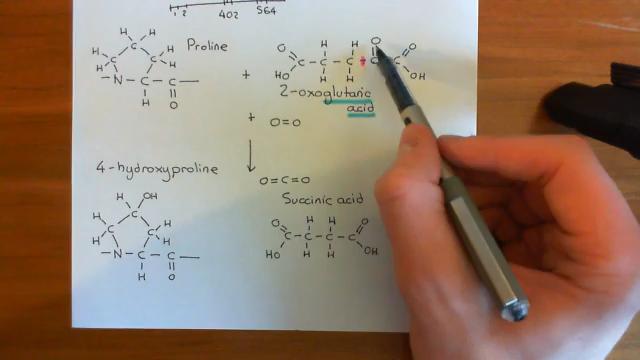 1 2 402 564
Proline
+
2-oxoglutaric
acid
+ O=O
4-hydroxyproline
O=C=O
Succinic acid